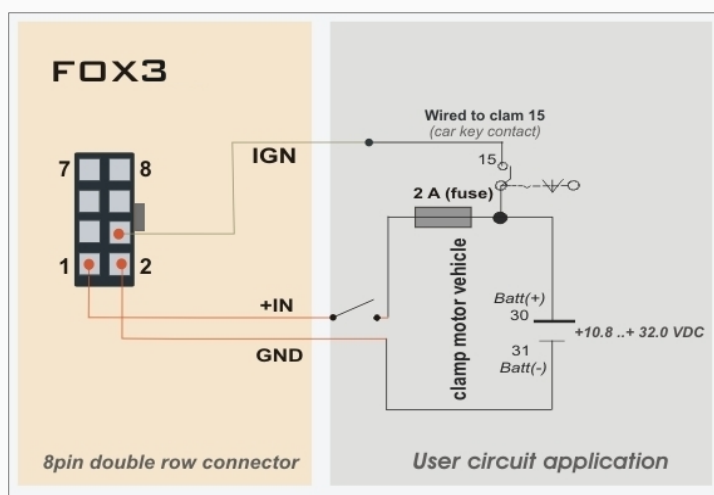 FOX3
7
8
1
2
IGN
+IN
GND
8pin double row connector
Wired to clam 15
(car key contact)
15
2 A (fuse)
clamp motor vehicle
Batt(+)
30
+10.8 ..+ 32.0 VDC
31
Batt(-)
User circuit application